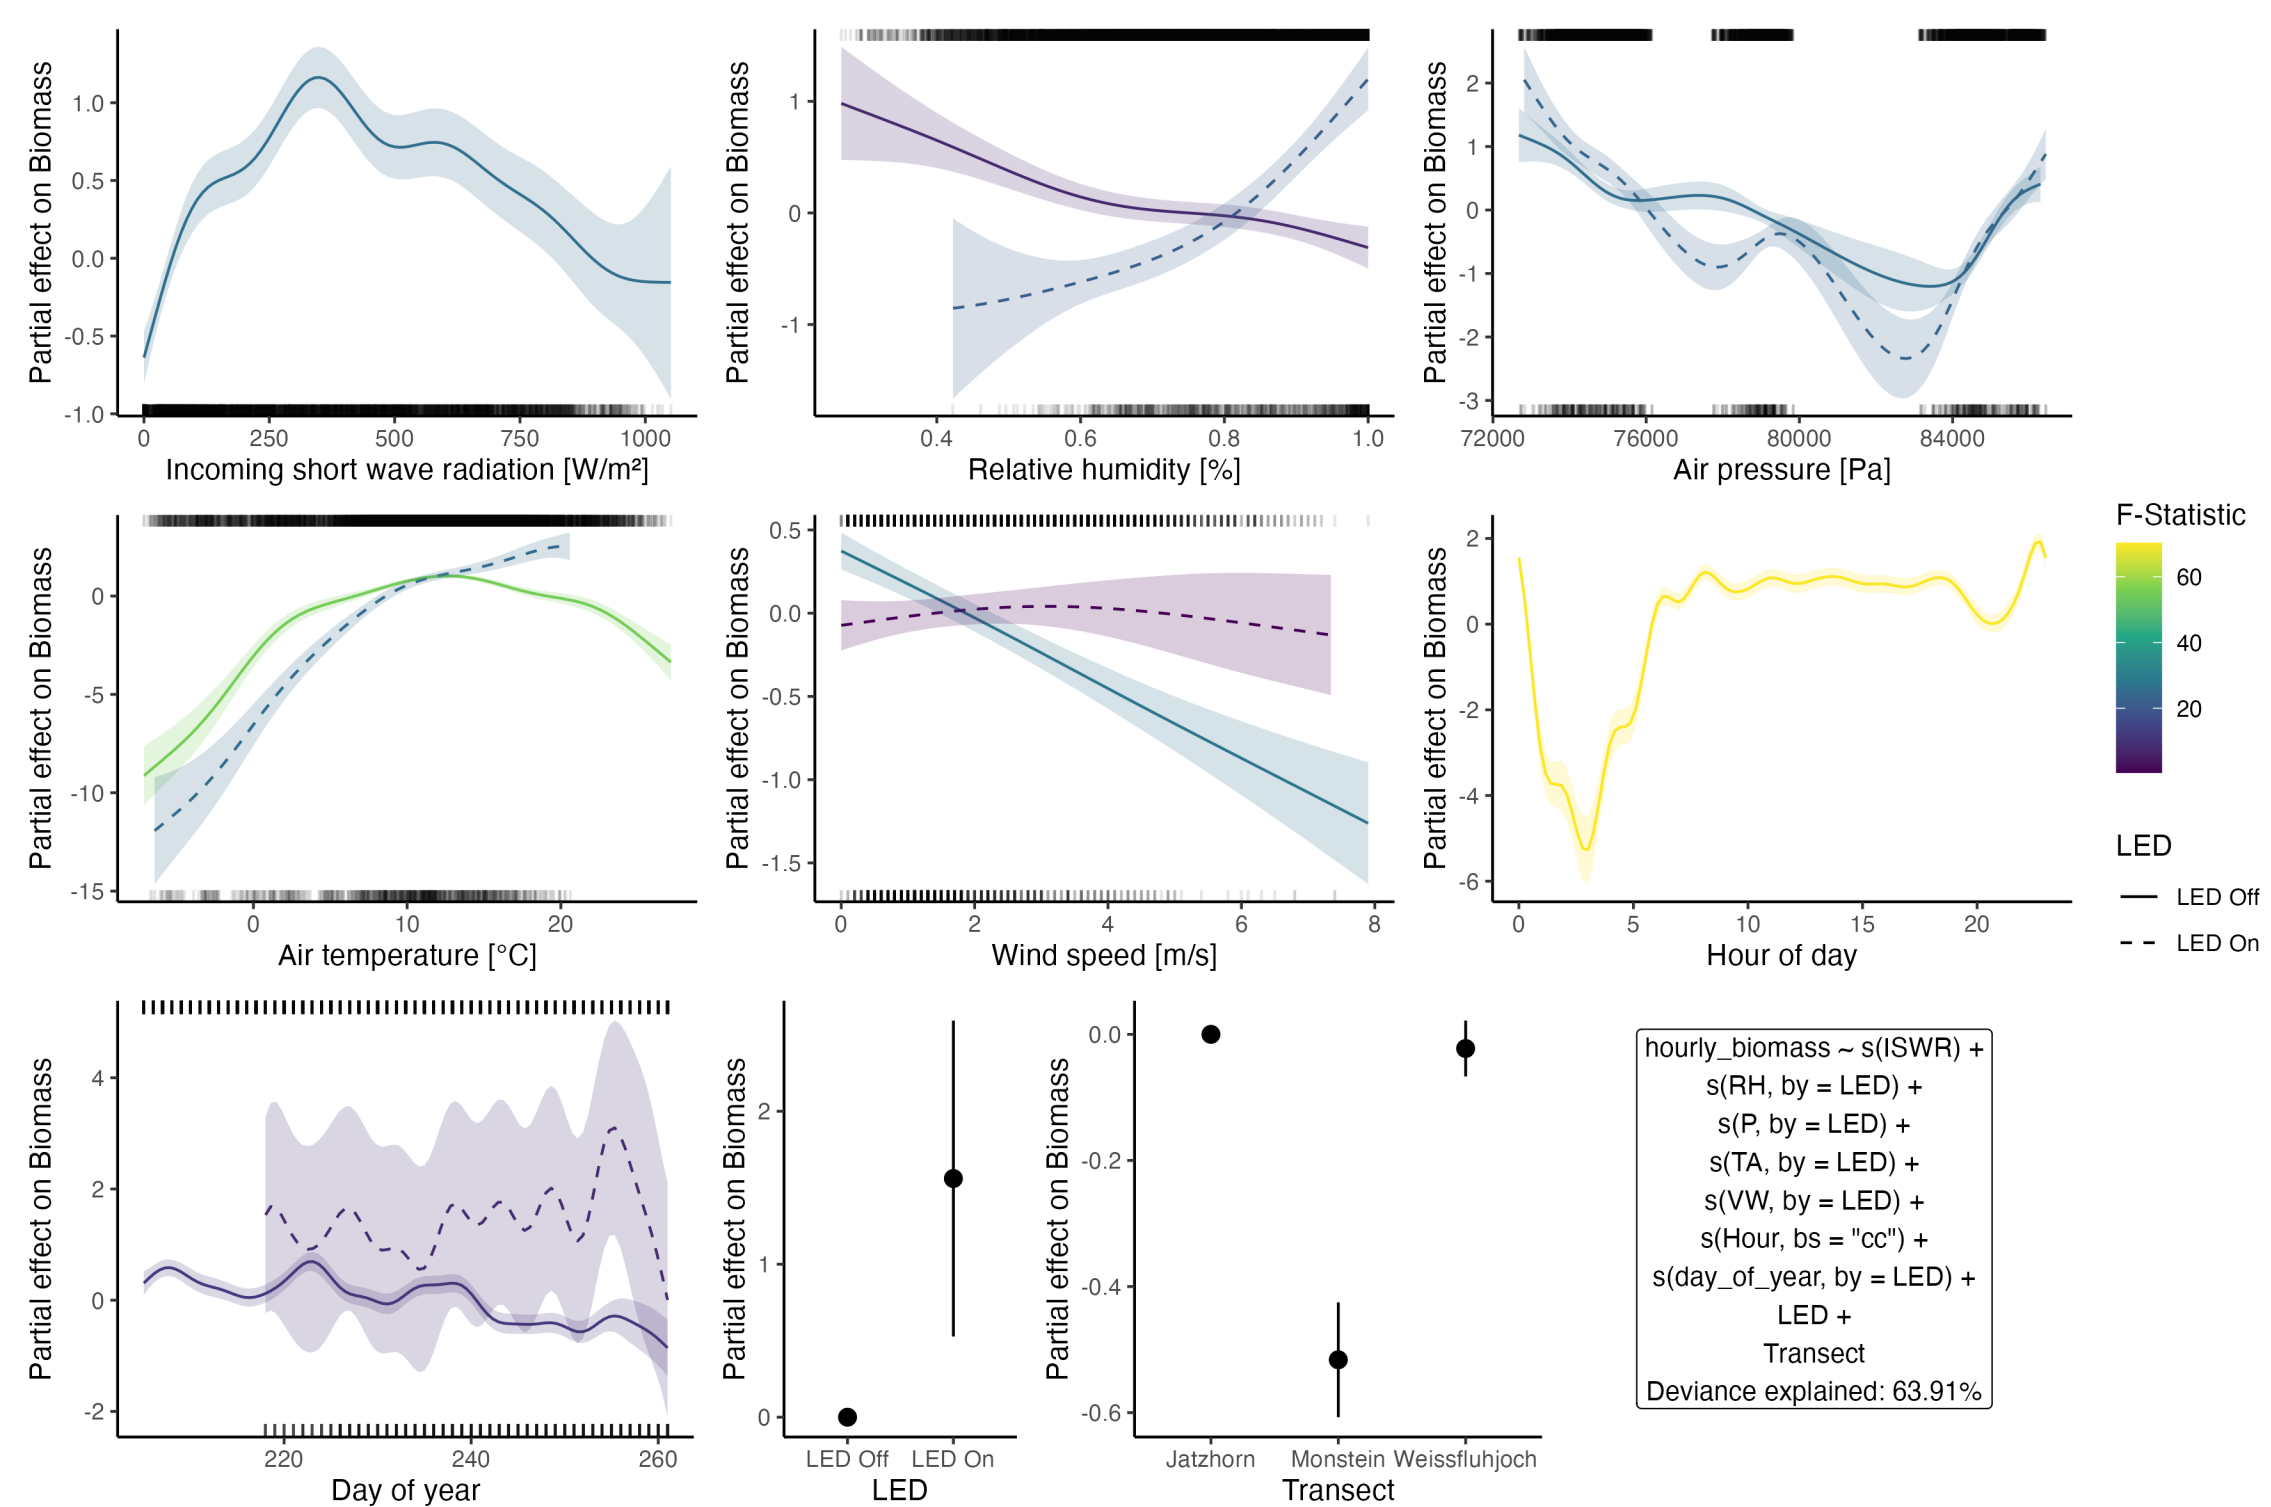 Partial effect on Biomass
1.0
0.5
0.0
-0.5
-1.0
0 250 500 750 1000
Incoming short wave radiation [W/m²]
Partial effect on Biomass
1
0
-1
0.4 0.6 0.8 1.0
Relative humidity [%]
Partial effect on Biomass
2
1
0
-1
-2
-3
72000 76000 80000 84000
Air pressure [Pa]
Partial effect on Biomass
0
-5
-10
-15
0 10 20
Air temperature [°C]
Partial effect on Biomass
0.5
0.0
-0.5
-1.0
-1.5
0 2 4 6 8
Wind speed [m/s]
Partial effect on Biomass
2
0
-2
-4
-6
0 5 10 15 20
Hour of day
F-Statistic
60
40
20
LED
LED Off
LED On
Partial effect on Biomass
4
2
0
-2
220 240 260
Day of year
Partial effect on Biomass
2
1
0
LED Off LED On
LED
Partial effect on Biomass
0.0
-0.2
-0.4
-0.6
Jatzhorn Monstein Weissfluhjoch
Transect
hourly_biomass ~ s(ISWR) +
s(RH, by = LED) +
s(P, by = LED) +
s(TA, by = LED) +
s(VW, by = LED) +
s(Hour, bs = "cc") +
s(day_of_year, by = LED) +
LED +
Transect
Deviance explained: 63.91%